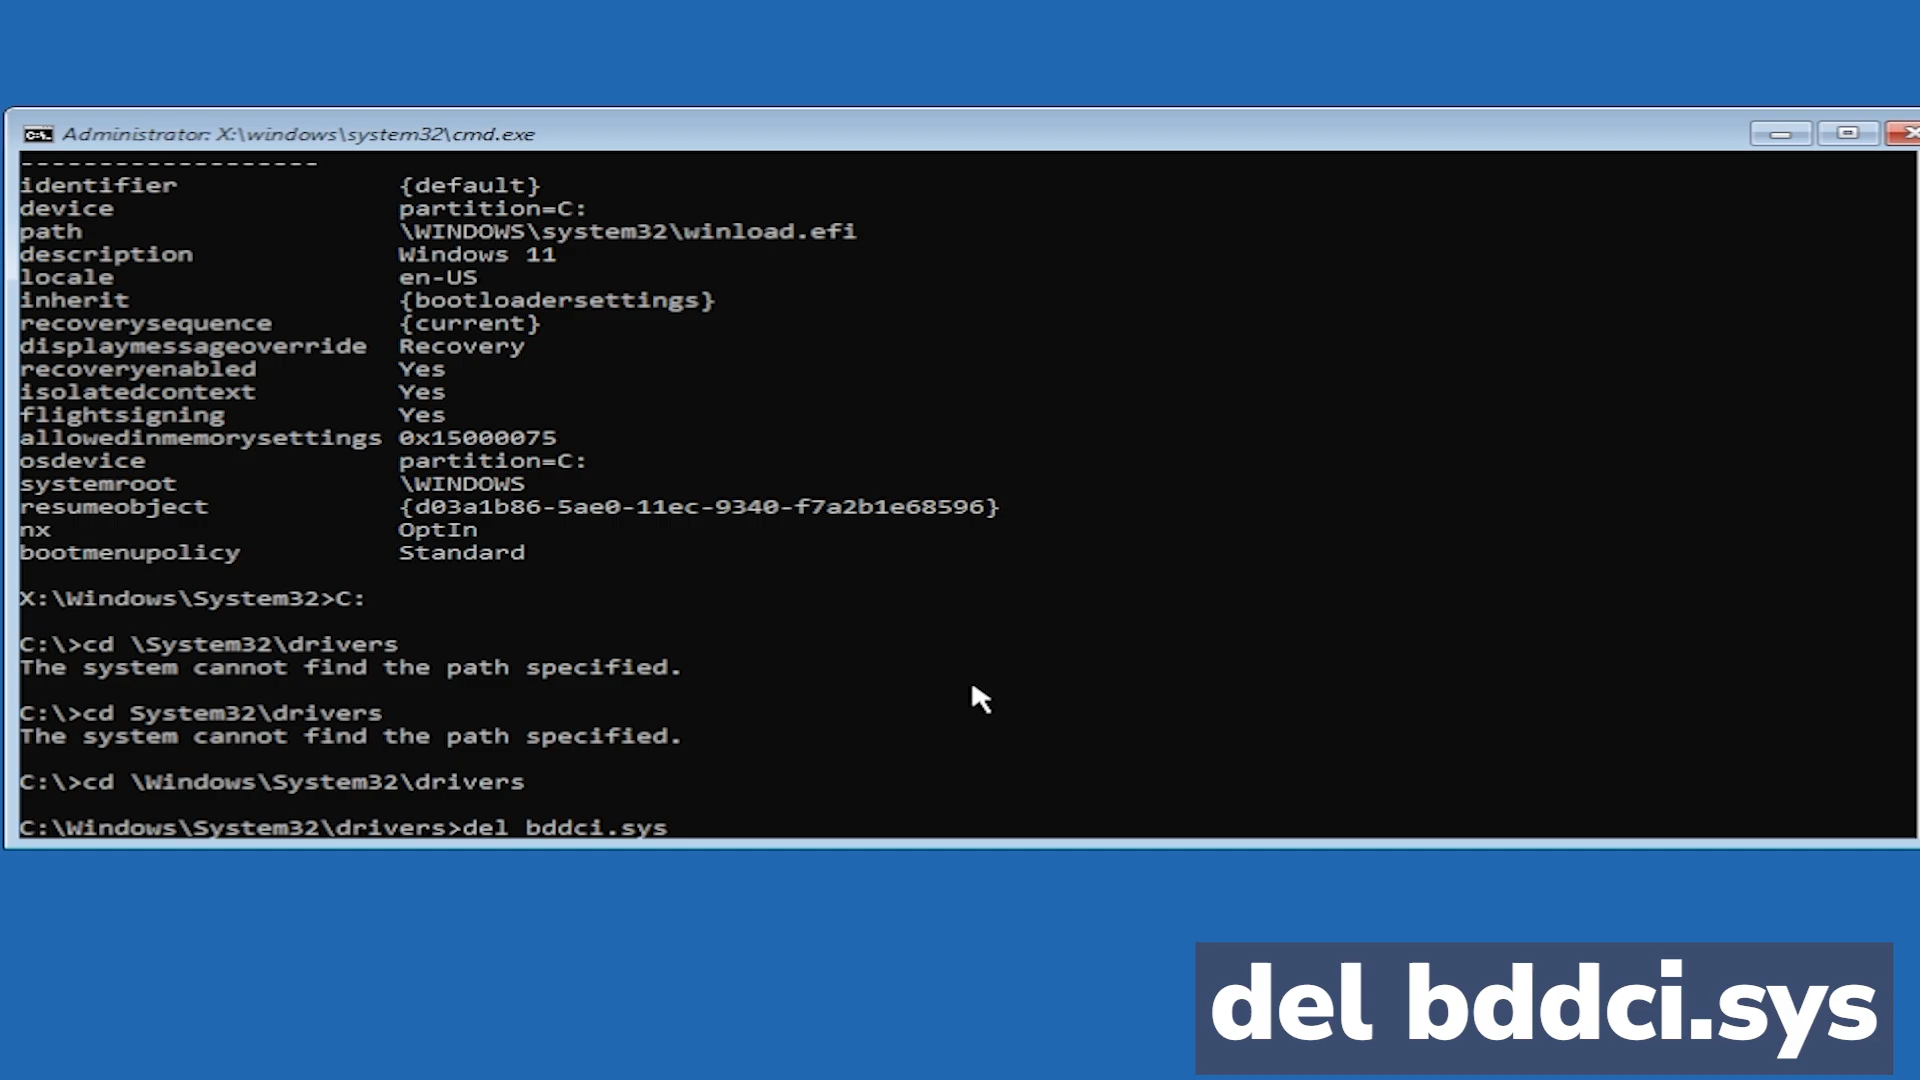 Administrator: X:\windows\system32\cmd.exe
-------------------
identifier {default}
device partition=C:
path \WINDOWS\system32\winload.efi
description Windows 11
locale en-US
inherit {bootloadersettings}
recoverysequence {current}
displaymessageoverride Recovery
recoveryenabled Yes
isolatedcontext Yes
flightsigning Yes
allowedinmemorysettings 0x15000075
osdevice partition=C:
systemroot \WINDOWS
resumeobject {d03a1b86-5ae0-11ec-9340-f7a2b1e68596}
nx OptIn
bootmenupolicy Standard
X:\Windows\System32>C:
C:\>cd \System32\drivers
The system cannot find the path specified.
C:\>cd System32\drivers
The system cannot find the path specified.
C:\>cd \Windows\System32\drivers
C:\Windows\System32\drivers>del bddci.sys
del bddci.sys